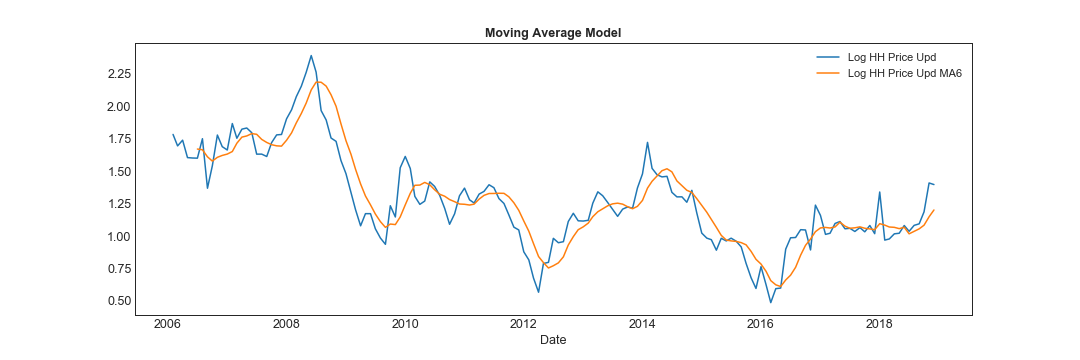 Moving Average Model
Log HH Price Upd
Log HH Price Upd MA6
2.25
2.00
1.75
1.50
1.25
1.00
0.75
0.50
2006 2008 2010 2012 2014 2016 2018
Date